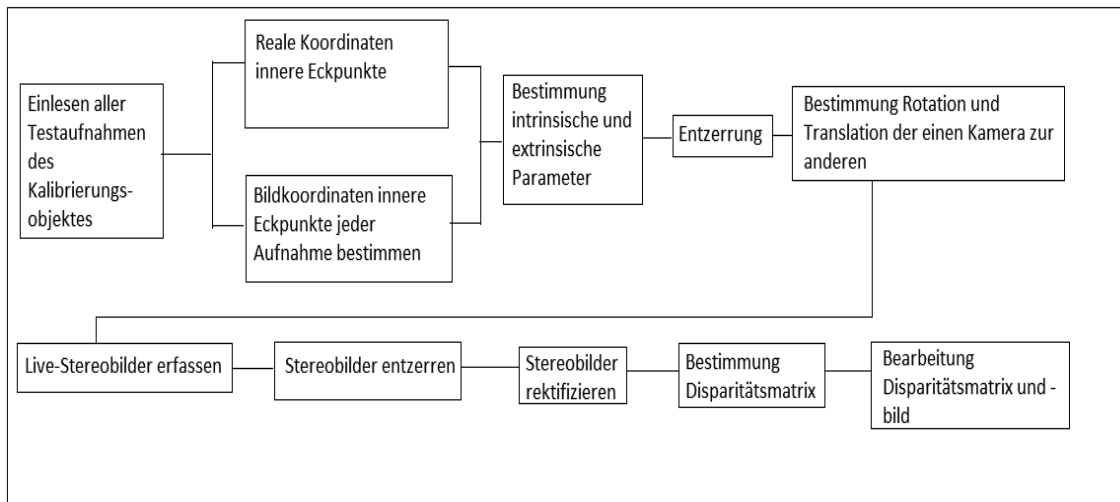 Einlesen aller
Testaufnahmen
des
Kalibrierungs-
objektes
Reale Koordinaten
innere Eckpunkte
Bildkoordinaten innere
Eckpunkte jeder
Aufnahme bestimmen
Bestimmung
intrinsische und
extrinsische
Parameter
Entzerrung
Bestimmung Rotation und
Translation der einen Kamera zur
anderen
Live-Stereobilder erfassen
Stereobilder entzerren
Stereobilder
rektifizieren
Bestimmung
Disparitätsmatrix
Bearbeitung
Disparitätsmatrix und -
bild